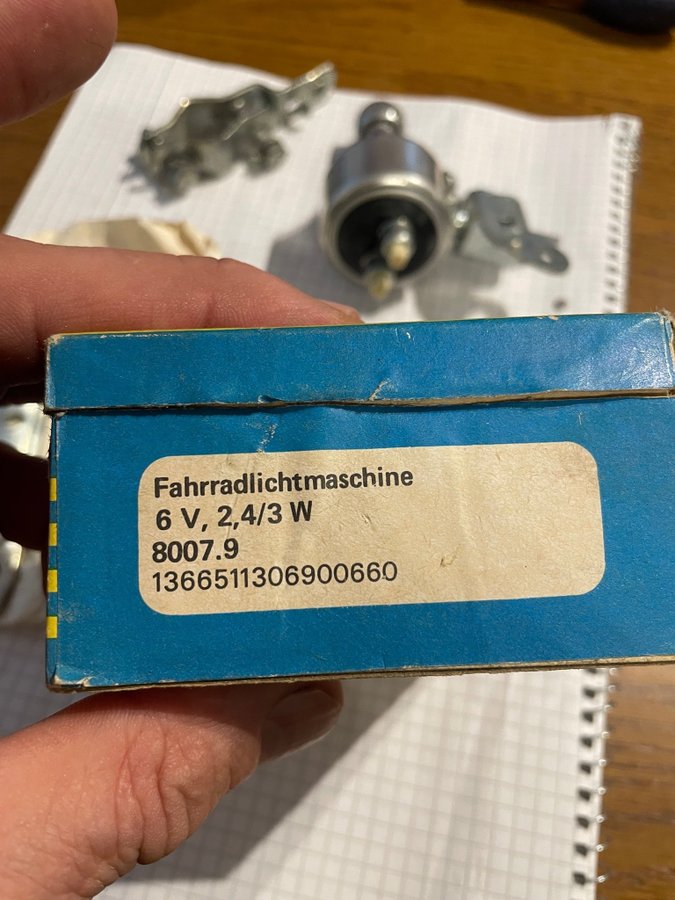 Fahrradlichtmaschine
6 V, 2,4/3 W
8007.9
1366511306900660